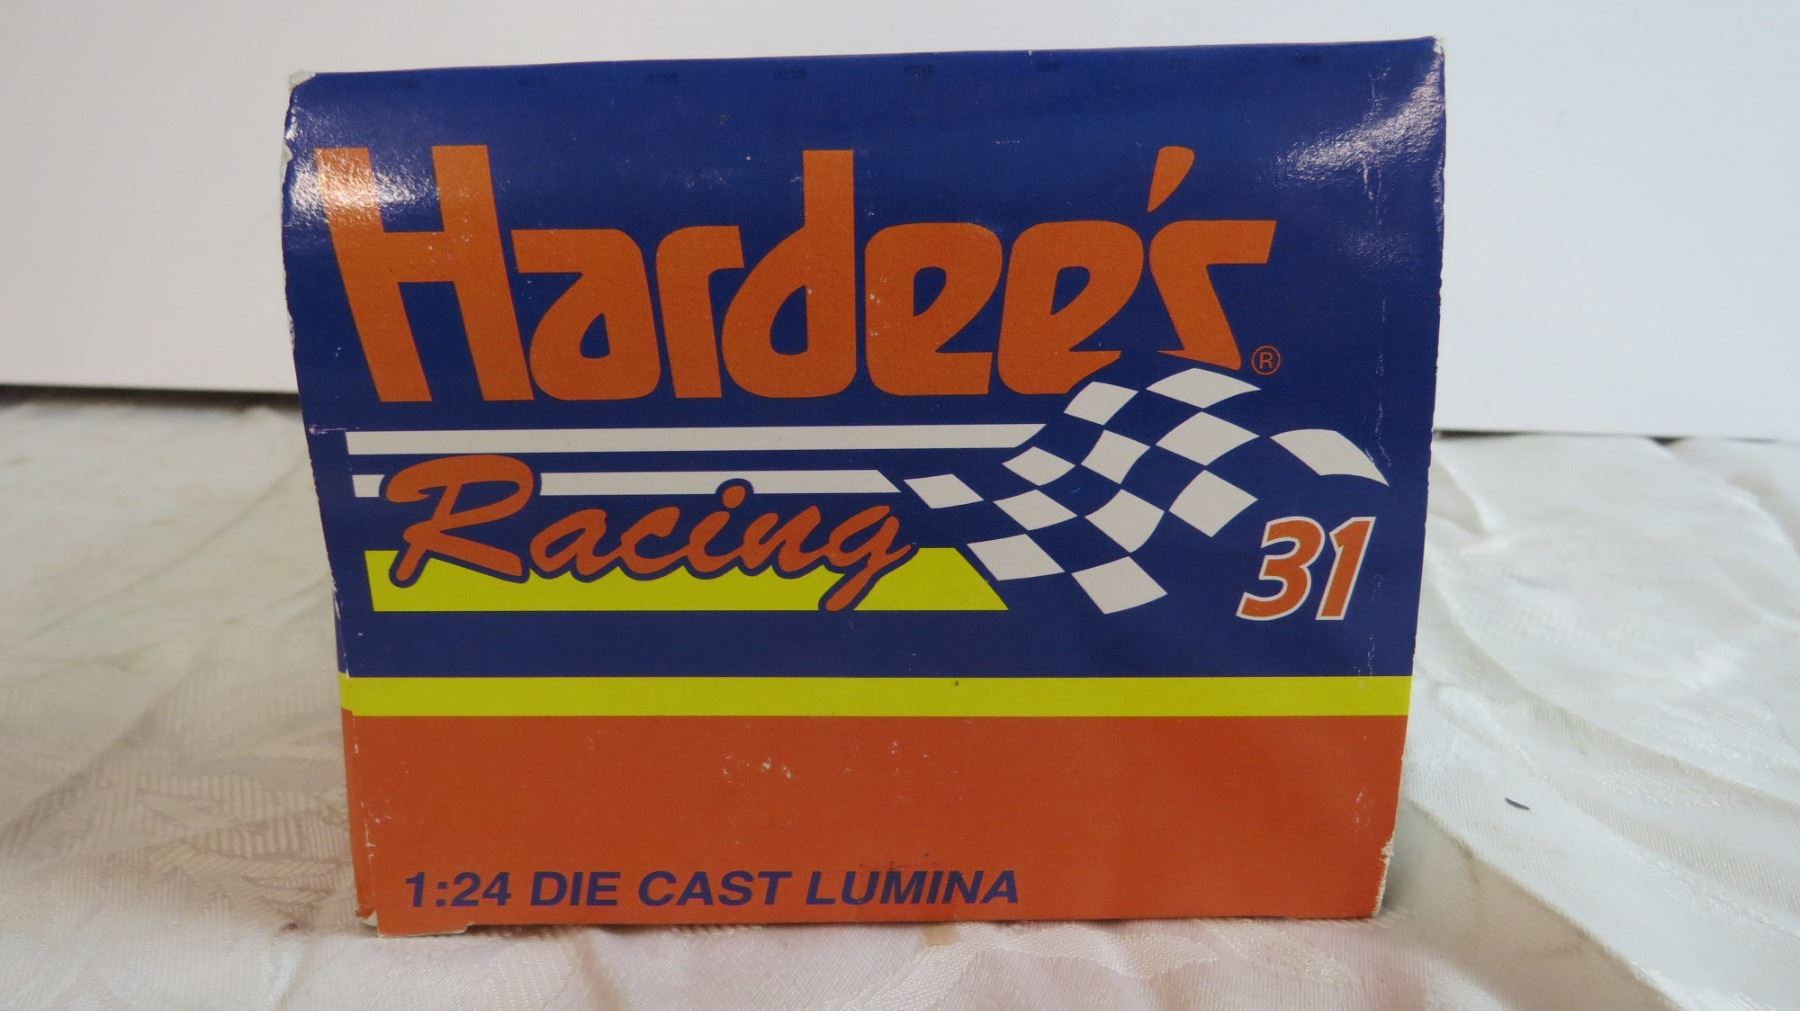 Hardee's®
Racing
31
1:24 DIE CAST LUMINA